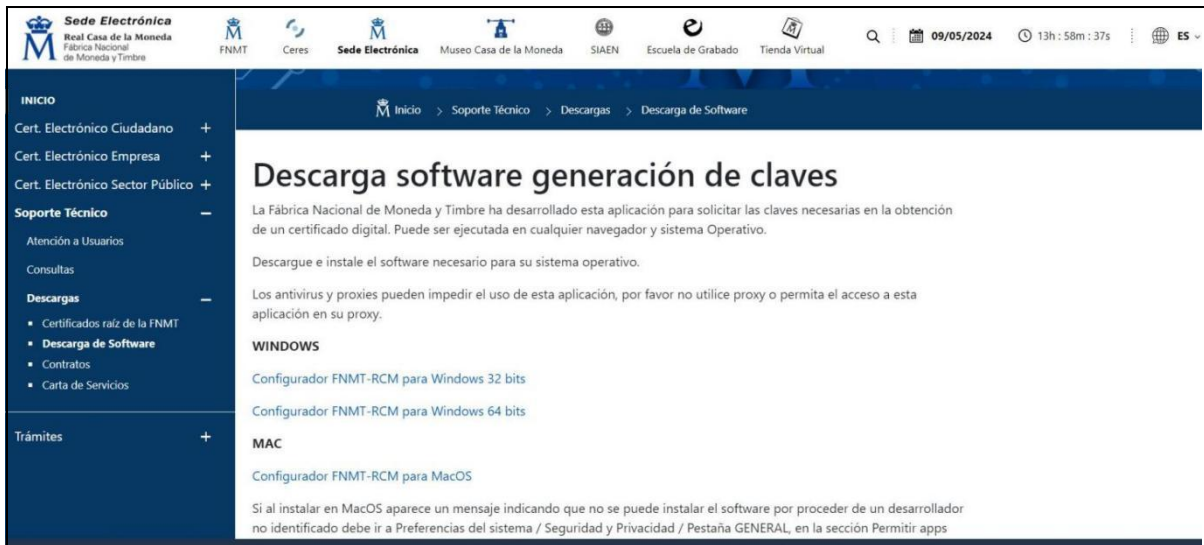 Sede Electrónica
Real Casa de la Moneda
Fábrica Nacional
de Moneda y Timbre
FNMT
Ceres
Sede Electrónica
Museo Casa de la Moneda
SIAEN
Escuela de Grabado
Tienda Virtual
09/05/2024
13h : 58m : 37s
ES
INICIO
Cert. Electrónico Ciudadano +
Cert. Electrónico Empresa +
Cert. Electrónico Sector Público +
Soporte Técnico –
Atención a Usuarios
Consultas
Descargas –
▪ Certificados raíz de la FNMT
▪ Descarga de Software
▪ Contratos
▪ Carta de Servicios
Trámites +
Inicio > Soporte Técnico > Descargas > Descarga de Software
Descarga software generación de claves
La Fábrica Nacional de Moneda y Timbre ha desarrollado esta aplicación para solicitar las claves necesarias en la obtención
de un certificado digital. Puede ser ejecutada en cualquier navegador y sistema Operativo.
Descargue e instale el software necesario para su sistema operativo.
Los antivirus y proxies pueden impedir el uso de esta aplicación, por favor no utilice proxy o permita el acceso a esta
aplicación en su proxy.
WINDOWS
Configurador FNMT-RCM para Windows 32 bits
Configurador FNMT-RCM para Windows 64 bits
MAC
Configurador FNMT-RCM para MacOS
Si al instalar en MacOS aparece un mensaje indicando que no se puede instalar el software por proceder de un desarrollador
no identificado debe ir a Preferencias del sistema / Seguridad y Privacidad / Pestaña GENERAL, en la sección Permitir apps